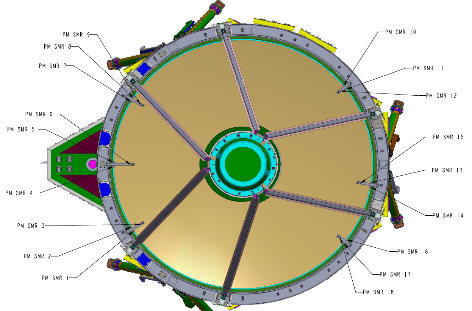 PM SMR 9
PM SMR 8
PM SMR 7
PM SMR 6
PM SMR 5
PM SMR 4
PM SMR 3
PM SMR 2
PM SMR 1
PM SMR 10
PM SMR 11
PM SMR 12
PM SMR 15
PM SMR 13
PM SMR 14
PM SMR 16
PM SMR 17
PM SMR 18